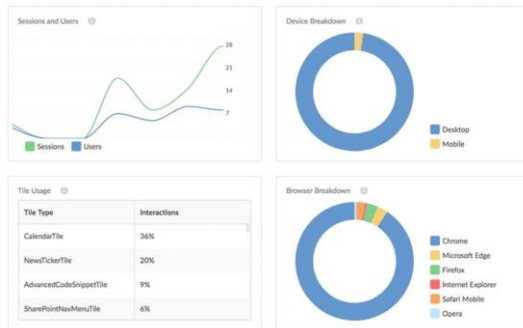 Sessions and Users
28
21
14
7
Sessions Users
Device Breakdown
Desktop
Mobile
Tile Usage
Tile Type Interactions
CalendarTile 36%
NewsTickerTile 20%
AdvancedCodeSnippetTile 9%
SharePointNavMenuTile 6%
Browser Breakdown
Chrome
Microsoft Edge
Firefox
Internet Explorer
Safari Mobile
Opera